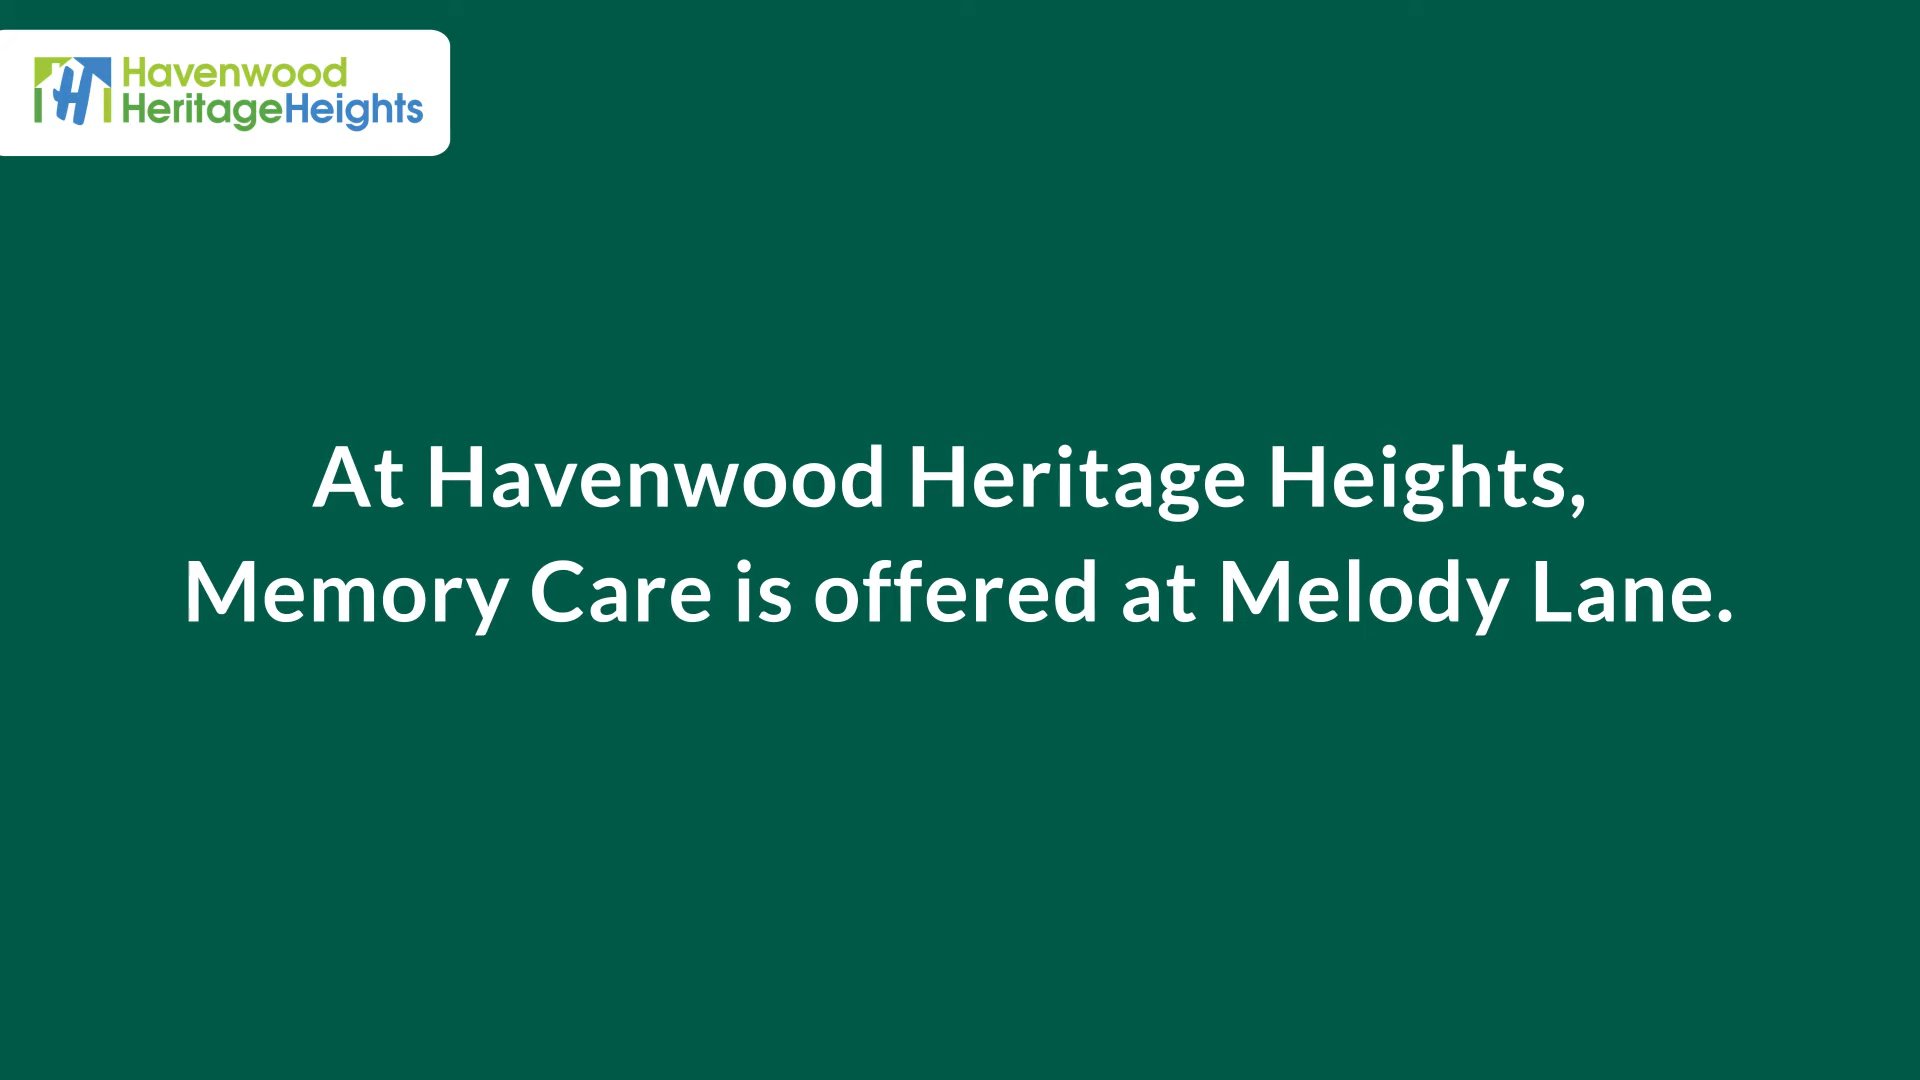 Havenwood
HeritageHeights
At Havenwood Heritage Heights,
Memory Care is offered at Melody Lane.